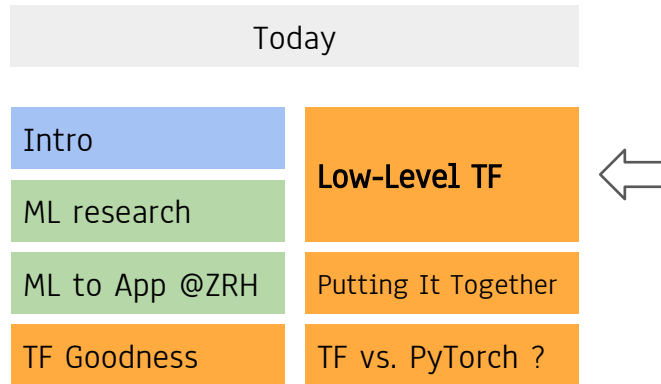 Today
Intro
ML research
ML to App @ZRH
TF Goodness
Low-Level TF
Putting It Together
TF vs. PyTorch ?